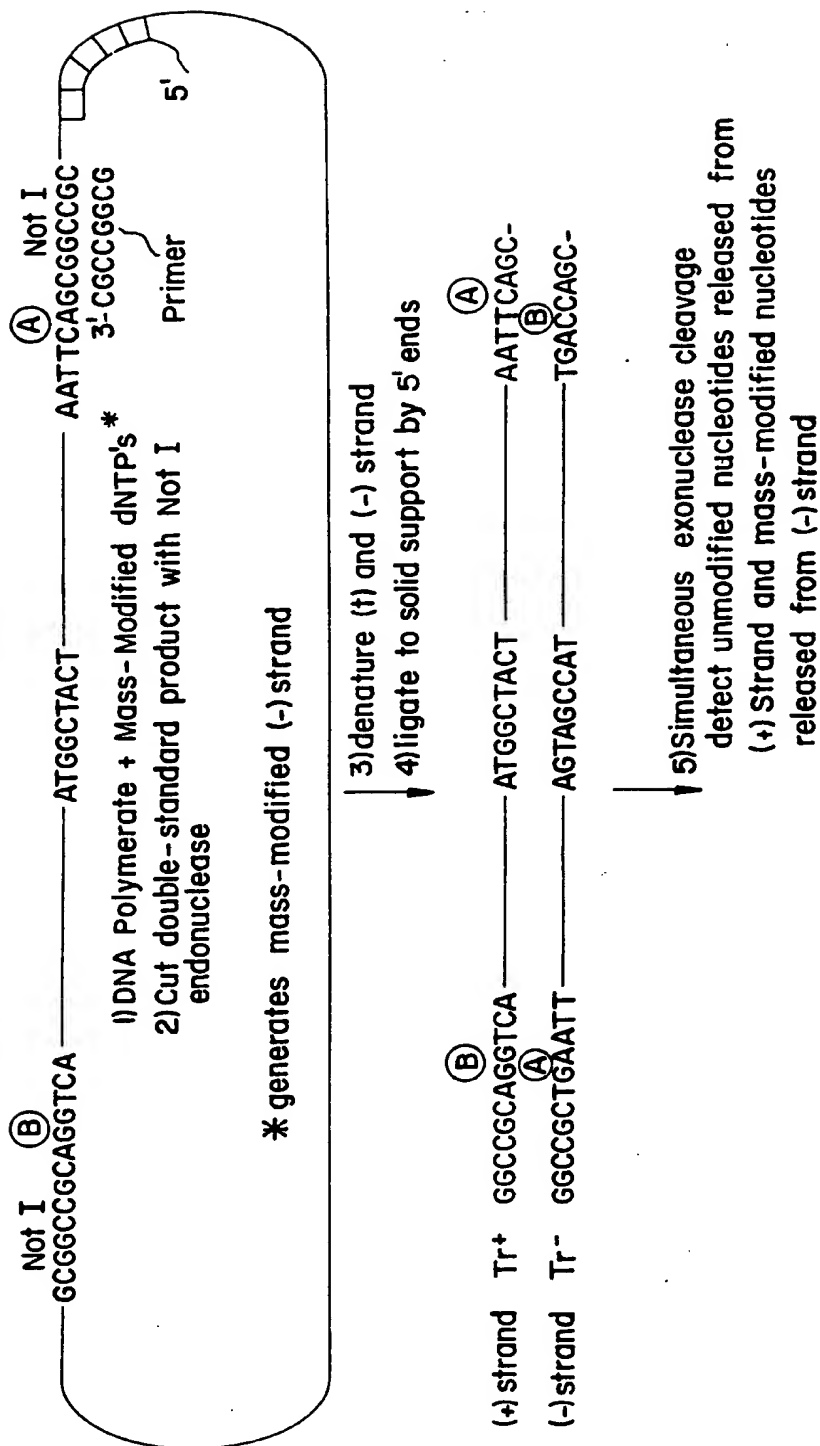 Not I Ⓑ
GCGGCCGCAGGTCA
ATGGCTACT
Ⓐ Not I
AATTCAGCGGCCGC
3'-CGCCGGCG
Primer
5'
1) DNA Polymerate + Mass-Modified dNTP's *
2) Cut double-standard product with Not I
endonuclease
* generates mass-modified (-) strand
3) denature (t) and (-) strand
4) ligate to solid support by 5' ends
Ⓑ
Ⓐ
(+) strand Tr+ GGCCGCAGGTCA ATGGCTACT AATTCAGC-
Ⓐ
Ⓑ
(-) strand Tr- GGCCGCTGAATT AGTAGCCAT TGACCAGC-
5) Simultaneous exonuclease cleavage
detect unmodified nucleotides released from
(+) Strand and mass-modified nucleotides
released from (-) strand